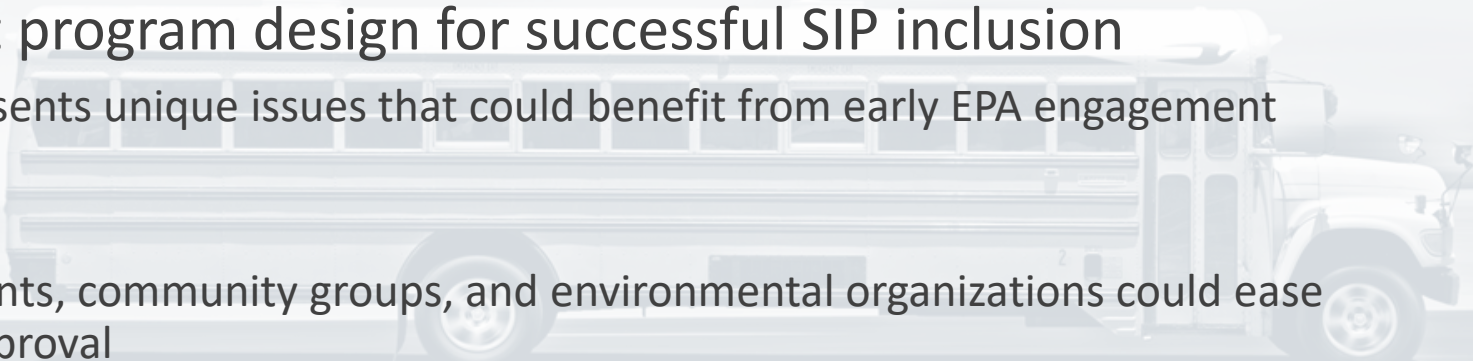 program design for successful SIP inclusion
sents unique issues that could benefit from early EPA engagement
nts, community groups, and environmental organizations could ease
proval
2